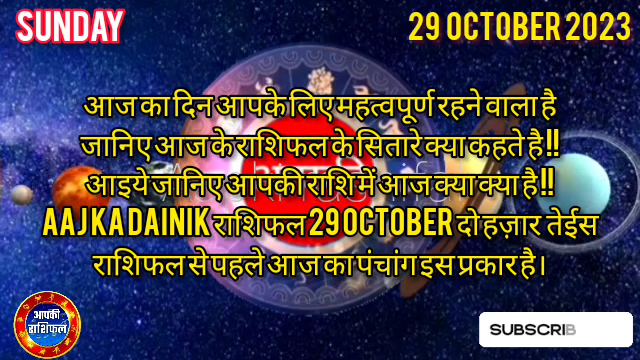 SUNDAY
29 OCTOBER 2023
आज का दिन आपके लिए महत्वपूर्ण रहने वाला है
जानिए आज के राशिफल के सितारे क्या कहते है!!
आइये जानिए आपकी राशि में आज क्या क्या है!!
AAJ KA DAINIK राशिफल 29 OCTOBER दो हज़ार तेईस
राशिफल से पहले आज का पंचांग इस प्रकार है।
आपकी
राशिफल
SUBSCRIB